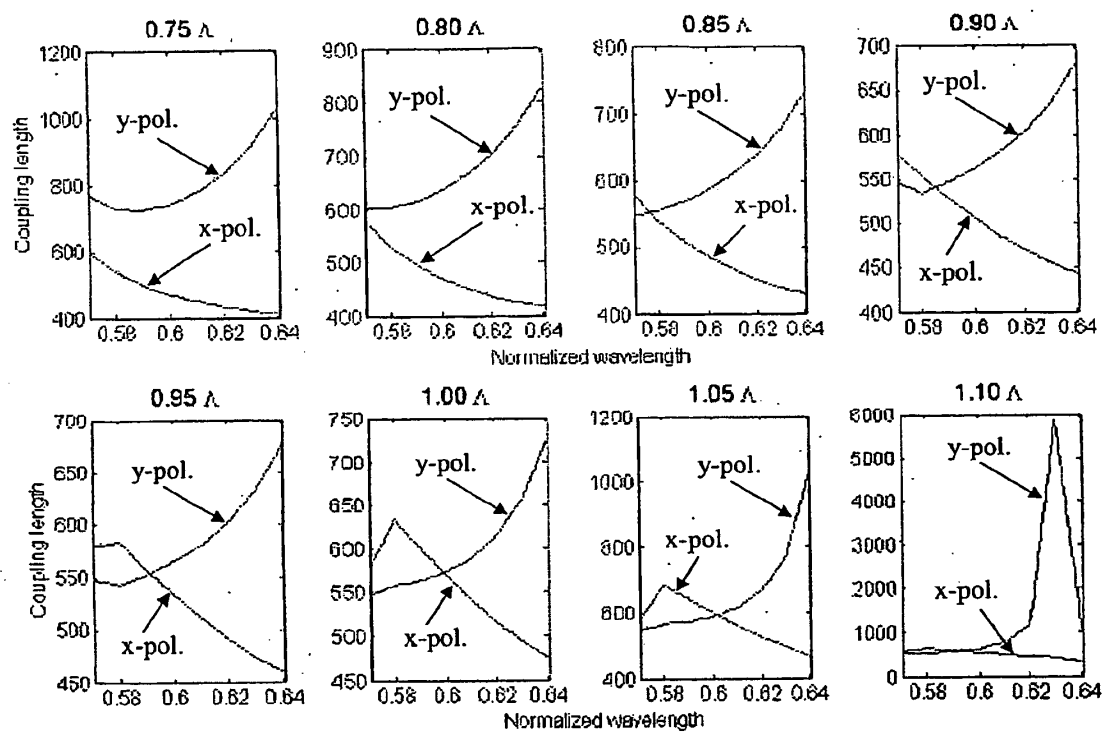 0.75 Λ
0.80 Λ
0.85 Λ
0.90 Λ
1200
1000
800
600
400
y-pol.
x-pol.
0.58 0.6 0.62 0.64
900
800
700
600
500
400
y-pol.
x-pol.
0.58 0.6 0.62 0.64
800
700
600
500
400
y-pol.
x-pol.
0.58 0.6 0.62 0.64
700
650
600
550
500
450
400
y-pol.
x-pol.
0.58 0.6 0.62 0.64
Coupling length
Normalized wavelength
0.95 Λ
1.00 Λ
1.05 Λ
1.10 Λ
700
650
600
550
500
450
y-pol.
x-pol.
0.58 0.6 0.62 0.64
750
700
650
600
550
500
450
y-pol.
x-pol.
0.58 0.6 0.62 0.64
1200
1000
800
600
400
y-pol.
x-pol.
0.58 0.6 0.62 0.64
6000
5000
4000
3000
2000
1000
0
y-pol.
x-pol.
0.58 0.6 0.62 0.64
Coupling length
Normalized wavelength